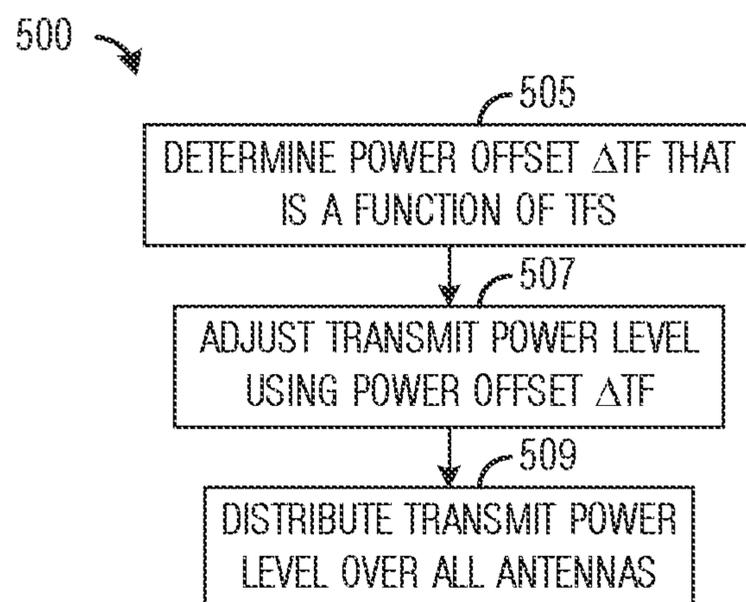 500
505
DETERMINE POWER OFFSET ΔTF THAT
IS A FUNCTION OF TFS
507
ADJUST TRANSMIT POWER LEVEL
USING POWER OFFSET ΔTF
509
DISTRIBUTE TRANSMIT POWER
LEVEL OVER ALL ANTENNAS